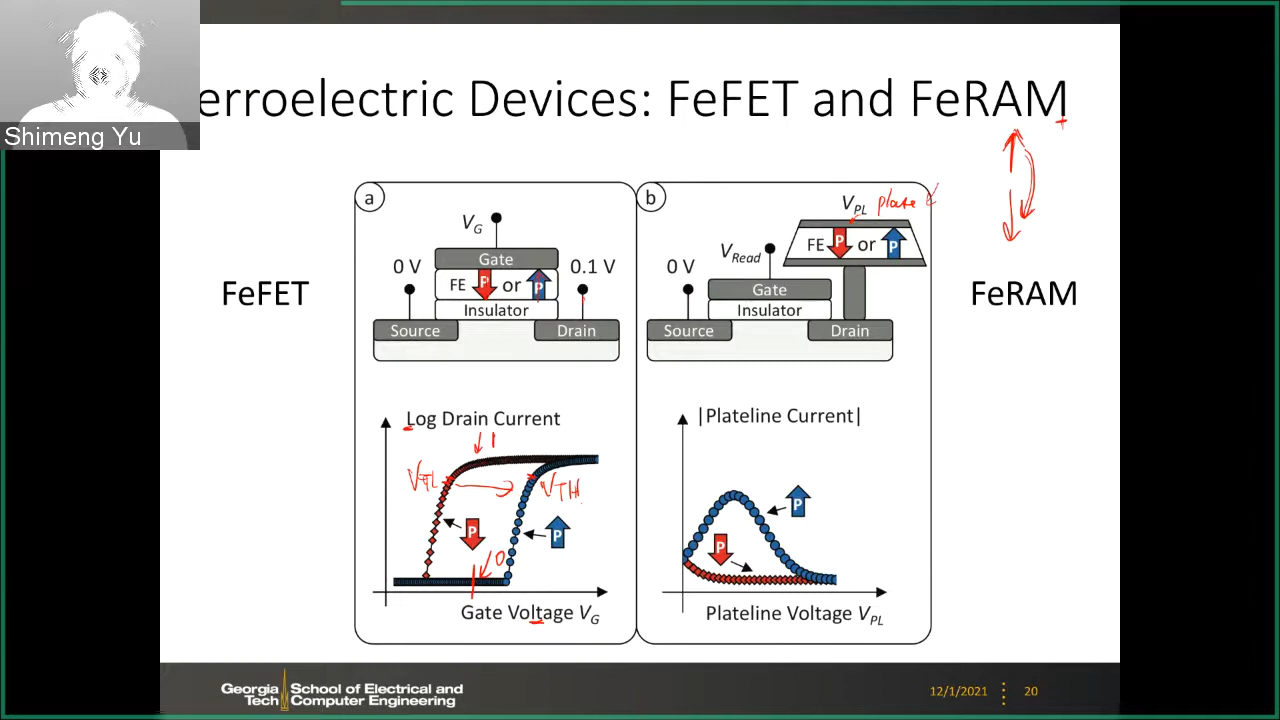 Shimeng Yu
erroelectric Devices: FeFET and FeRAM
FeFET
a
V_G
Gate
0 V
FE P or P
0.1 V
Insulator
Source
Drain
Log Drain Current
1
V_TL
V_TH
P
P
0
Gate Voltage V_G
b
V_PL plate
FE P or P
V_Read
0 V
Gate
Insulator
Source
Drain
|Plateline Current|
P
P
Plateline Voltage V_PL
FeRAM
Georgia Tech
School of Electrical and
Computer Engineering
12/1/2021
20